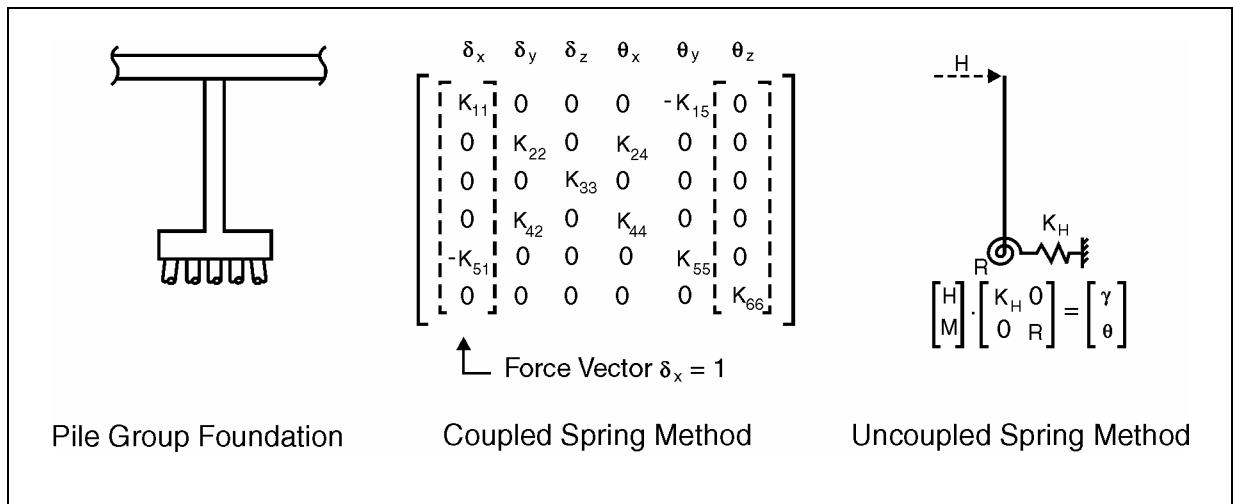 δx δy δz θx θy θz
K11 0 0 0 -K15 0
0 K22 0 K24 0 0
0 0 K33 0 0 0
0 K42 0 K44 0 0
-K51 0 0 0 K55 0
0 0 0 0 0 K66
Force Vector δx = 1
H
KH
R
[H] · [KH 0] = [γ]
[M] [0 R] [θ]
Pile Group Foundation
Coupled Spring Method
Uncoupled Spring Method